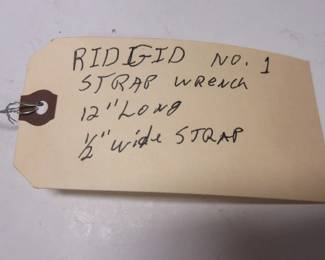 RIDGID NO. 1
STRAP WRENCH
12" LONG
1/2" Wide STRAP